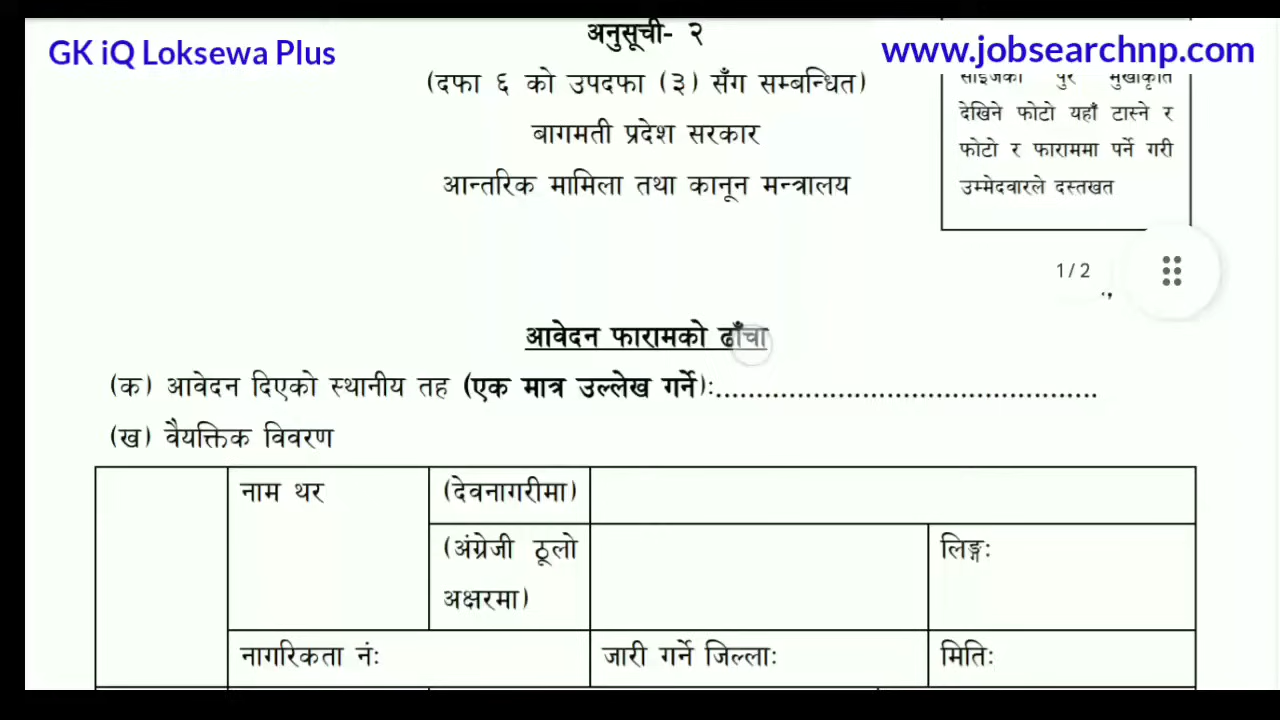 GK iQ Loksewa Plus
www.jobsearchnp.com
अनुसूची- २
(दफा ६ को उपदफा (३) सँग सम्बन्धित)
बागमती प्रदेश सरकार
आन्तरिक मामिला तथा कानून मन्त्रालय
साइजको पुरै मुखाकृति
देखिने फोटो यहाँ टास्ने र
फोटो र फाराममा पर्ने गरी
उम्मेदवारले दस्तखत
1 / 2
आवेदन फारामको ढाँचा
(क) आवेदन दिएको स्थानीय तह (एक मात्र उल्लेख गर्ने):..............................................
(ख) वैयक्तिक विवरण
नाम थर
(देवनागरीमा)
(अंग्रेजी ठूलो
अक्षरमा)
लिङ्ग:
नागरिकता नं:
जारी गर्ने जिल्ला:
मिति: